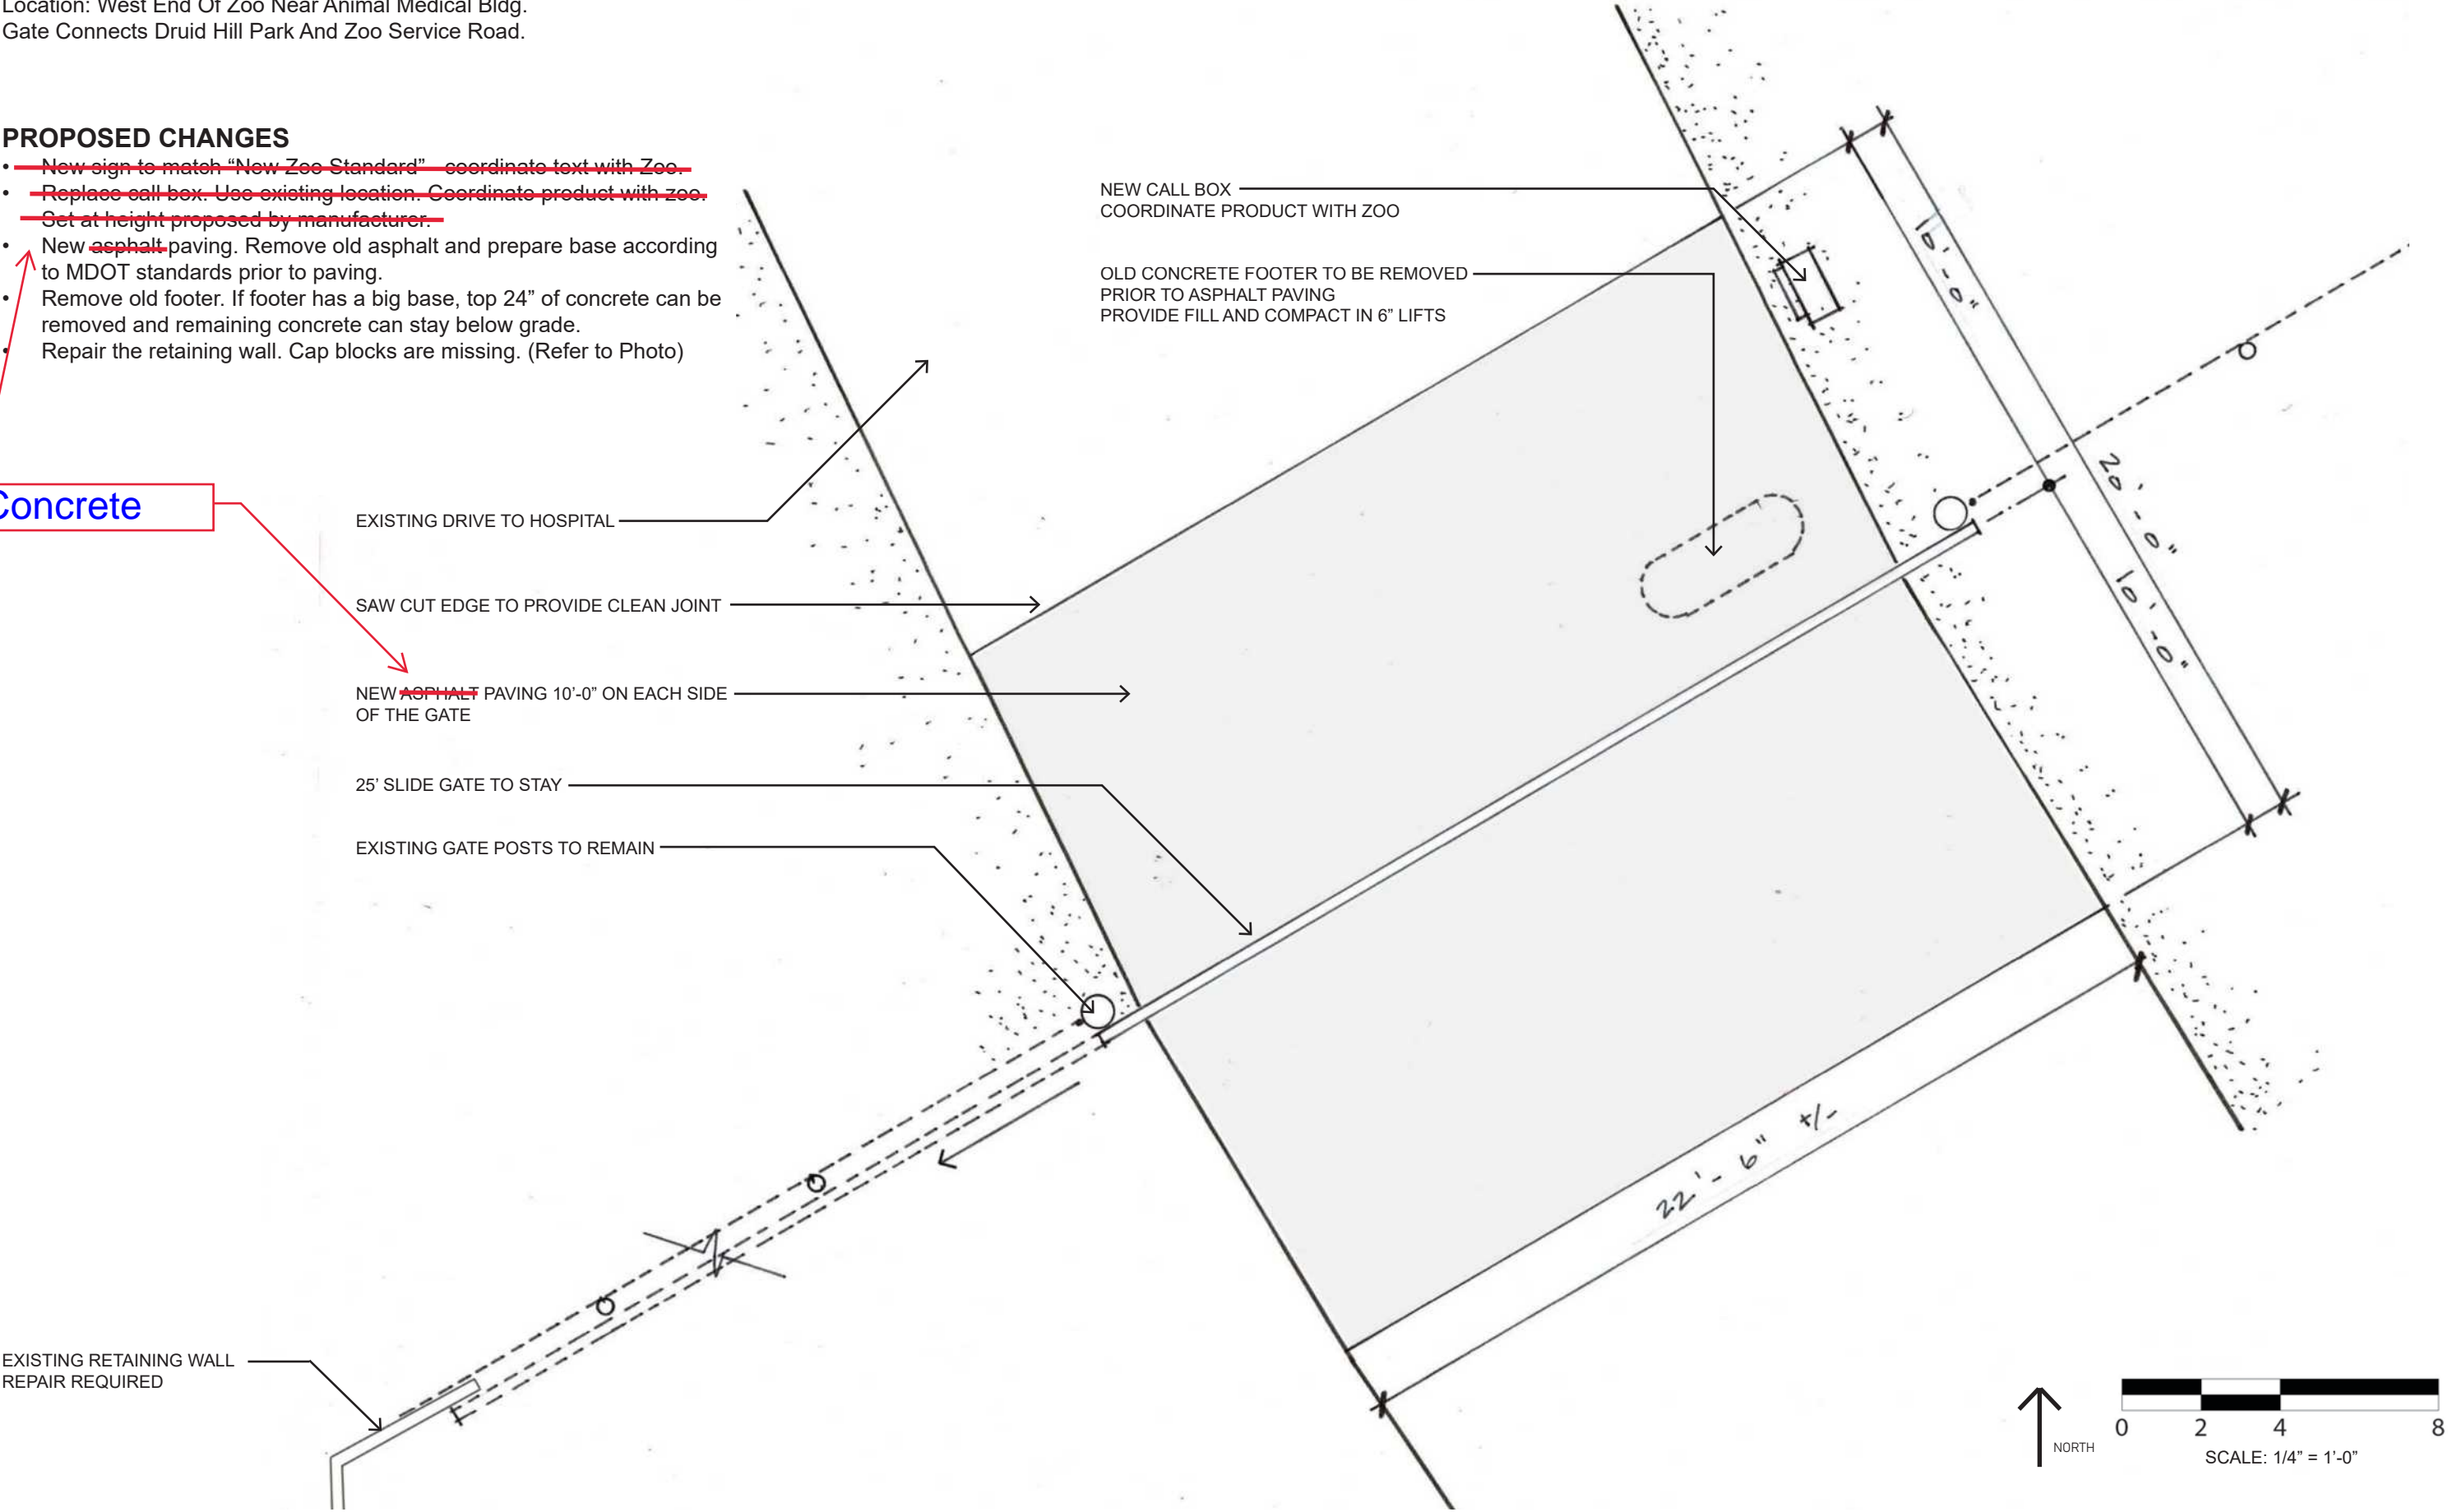 Location: West End Of Zoo Near Animal Medical Bldg.
Gate Connects Druid Hill Park And Zoo Service Road.
PROPOSED CHANGES
• New sign to match “New Zoo Standard” coordinate text with Zoo.
• Replace call box. Use existing location. Coordinate product with zoo.
Set at height proposed by manufacturer.
• New asphalt paving. Remove old asphalt and prepare base according
to MDOT standards prior to paving.
• Remove old footer. If footer has a big base, top 24” of concrete can be
removed and remaining concrete can stay below grade.
• Repair the retaining wall. Cap blocks are missing. (Refer to Photo)
Concrete
NEW CALL BOX
COORDINATE PRODUCT WITH ZOO
OLD CONCRETE FOOTER TO BE REMOVED
PRIOR TO ASPHALT PAVING
PROVIDE FILL AND COMPACT IN 6” LIFTS
EXISTING DRIVE TO HOSPITAL
SAW CUT EDGE TO PROVIDE CLEAN JOINT
NEW ASPHALT PAVING 10’-0” ON EACH SIDE
OF THE GATE
25’ SLIDE GATE TO STAY
EXISTING GATE POSTS TO REMAIN
EXISTING RETAINING WALL
REPAIR REQUIRED
10'-0"
20'-0"
10'-0"
22'-6" +/-
NORTH
0 2 4 8
SCALE: 1/4” = 1’-0”